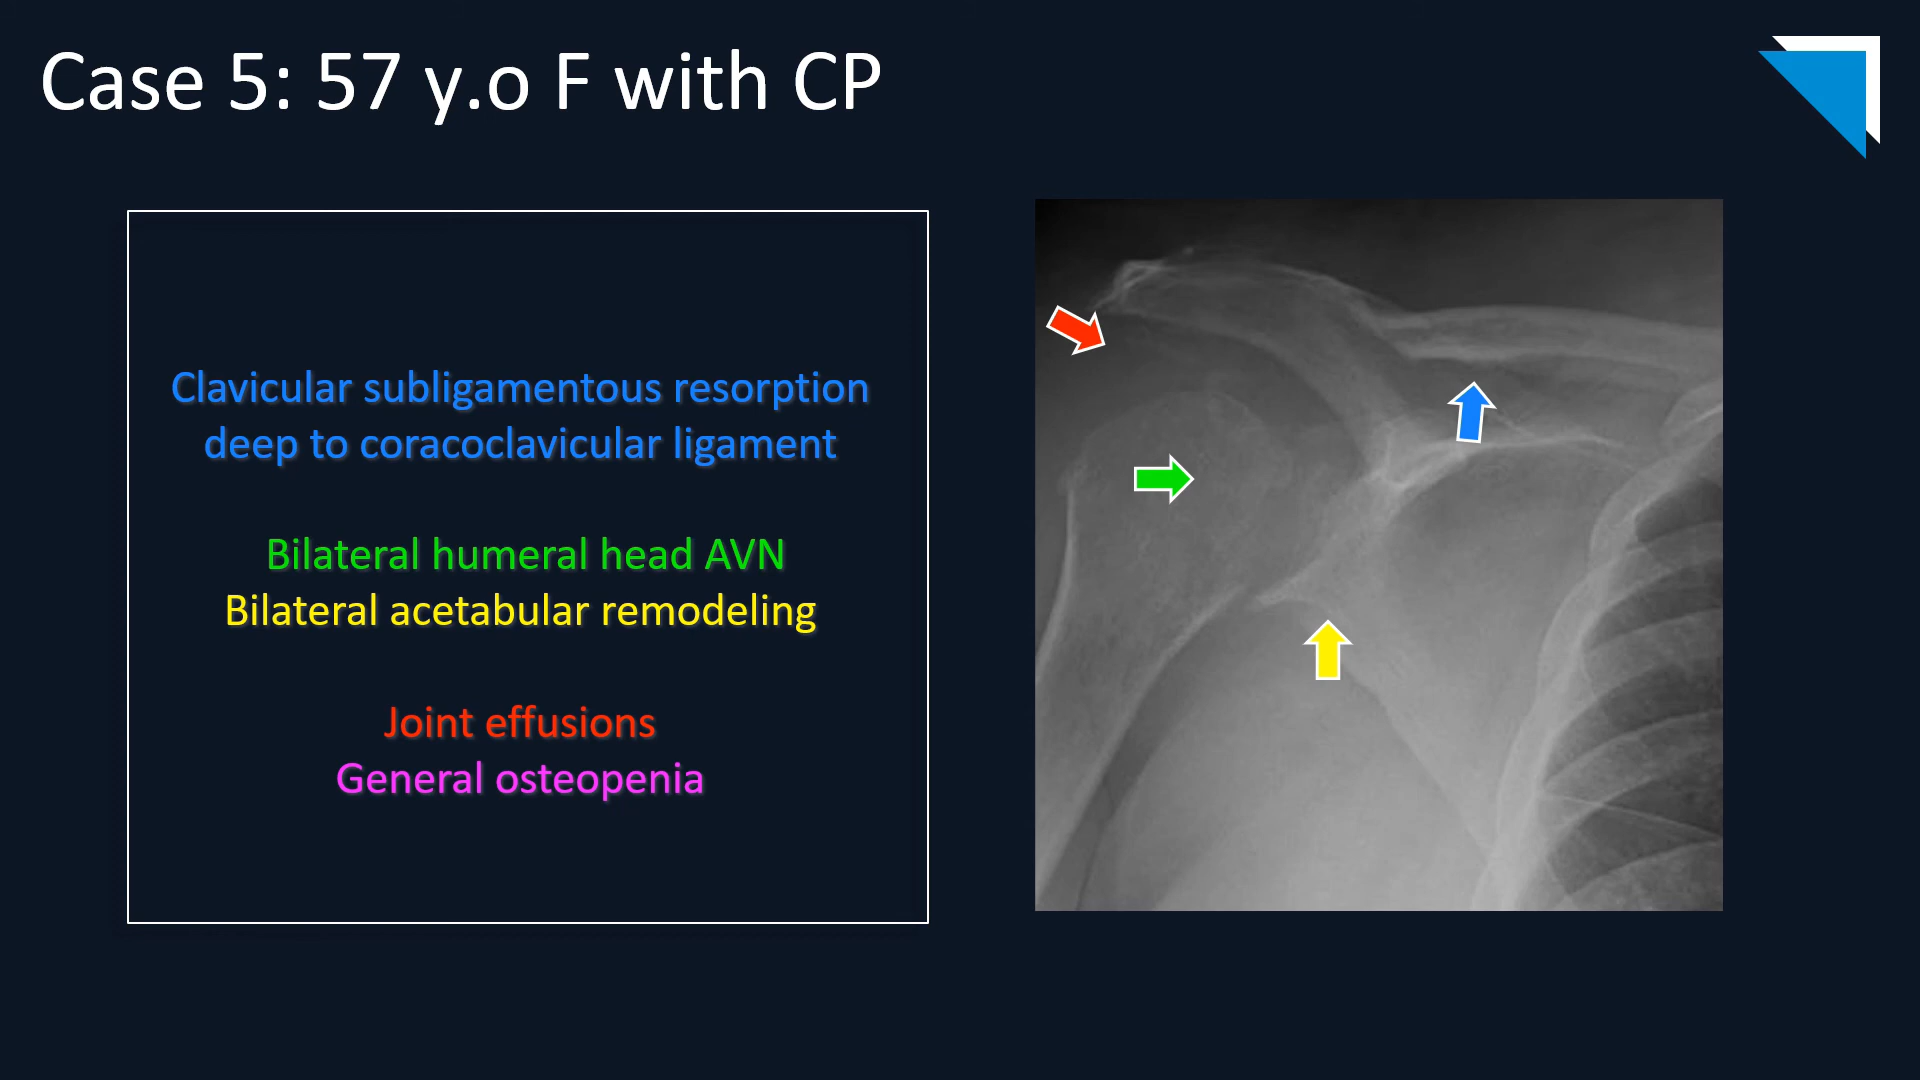 Case 5: 57 y.o F with CP
Clavicular subligamentous resorption
deep to coracoclavicular ligament
Bilateral humeral head AVN
Bilateral acetabular remodeling
Joint effusions
General osteopenia